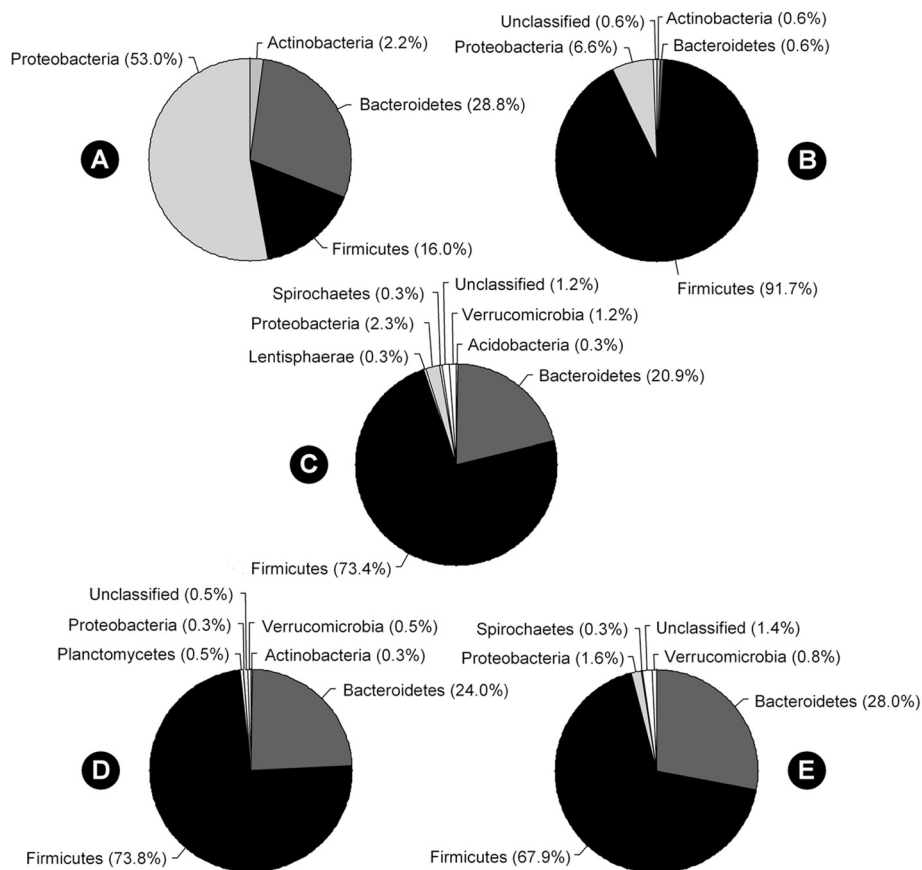 Proteobacteria (53.0%)
Actinobacteria (2.2%)
Bacteroidetes (28.8%)
Firmicutes (16.0%)
A
Unclassified (0.6%)
Actinobacteria (0.6%)
Proteobacteria (6.6%)
Bacteroidetes (0.6%)
Firmicutes (91.7%)
B
Spirochaetes (0.3%)
Unclassified (1.2%)
Proteobacteria (2.3%)
Verrucomicrobia (1.2%)
Lentisphaerae (0.3%)
Acidobacteria (0.3%)
Bacteroidetes (20.9%)
C
Firmicutes (73.4%)
Unclassified (0.5%)
Proteobacteria (0.3%)
Verrucomicrobia (0.5%)
Planctomycetes (0.5%)
Actinobacteria (0.3%)
Bacteroidetes (24.0%)
D
Firmicutes (73.8%)
Spirochaetes (0.3%)
Unclassified (1.4%)
Proteobacteria (1.6%)
Verrucomicrobia (0.8%)
Bacteroidetes (28.0%)
E
Firmicutes (67.9%)